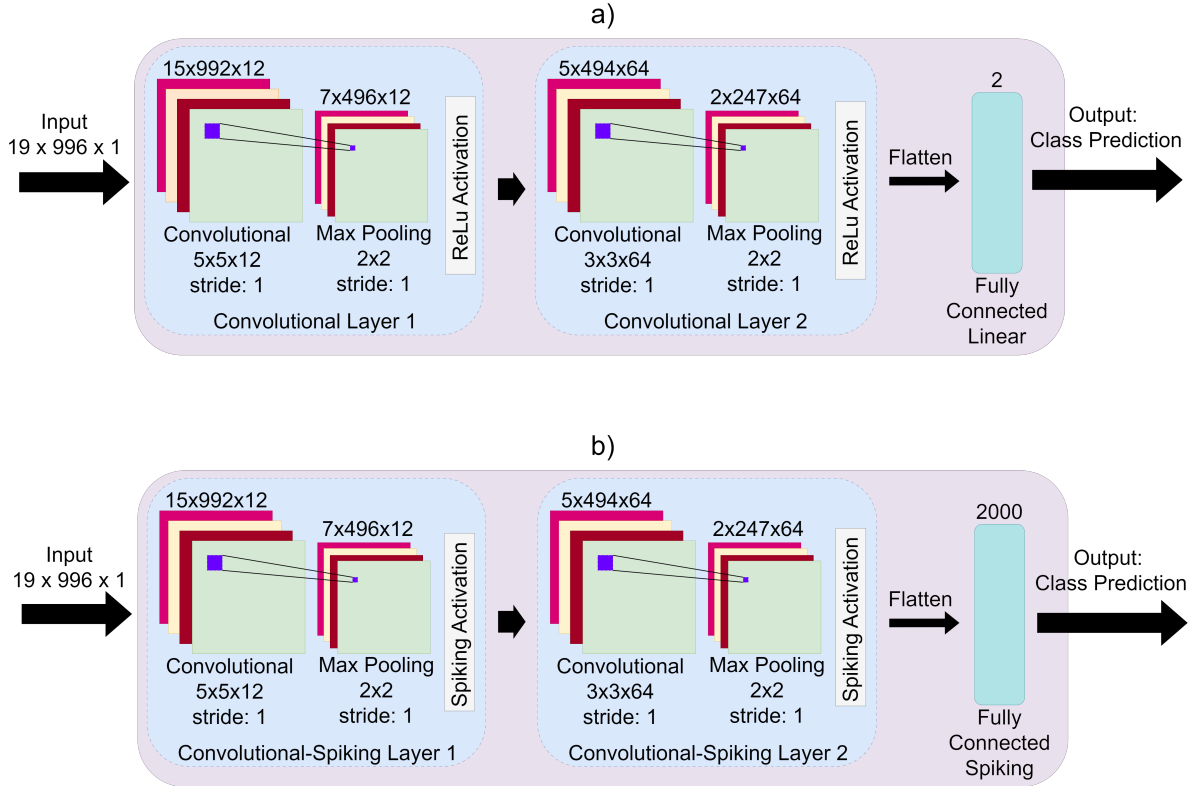 a)
Input
19 x 996 x 1
15x992x12
7x496x12
Convolutional
5x5x12
stride: 1
Max Pooling
2x2
stride: 1
ReLu Activation
Convolutional Layer 1
5x494x64
2x247x64
Convolutional
3x3x64
stride: 1
Max Pooling
2x2
stride: 1
ReLu Activation
Convolutional Layer 2
Flatten
2
Fully
Connected
Linear
Output:
Class Prediction
b)
Input
19 x 996 x 1
15x992x12
7x496x12
Convolutional
5x5x12
stride: 1
Max Pooling
2x2
stride: 1
Spiking Activation
Convolutional-Spiking Layer 1
5x494x64
2x247x64
Convolutional
3x3x64
stride: 1
Max Pooling
2x2
stride: 1
Spiking Activation
Convolutional-Spiking Layer 2
Flatten
2000
Fully
Connected
Spiking
Output:
Class Prediction